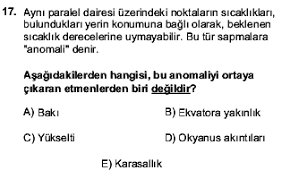 17. Aynı paralel dairesi üzerindeki noktaların sıcaklıkları,
bulundukları yerin konumuna bağlı olarak, beklenen
sıcaklık derecelerine uymayabilir. Bu tür sapmalara
"anomali" denir.
Aşağıdakilerden hangisi, bu anomaliyi ortaya
çıkaran etmenlerden biri değildir?
A) Bakı B) Ekvatora yakınlık
C) Yükselti D) Okyanus akıntıları
E) Karasallık